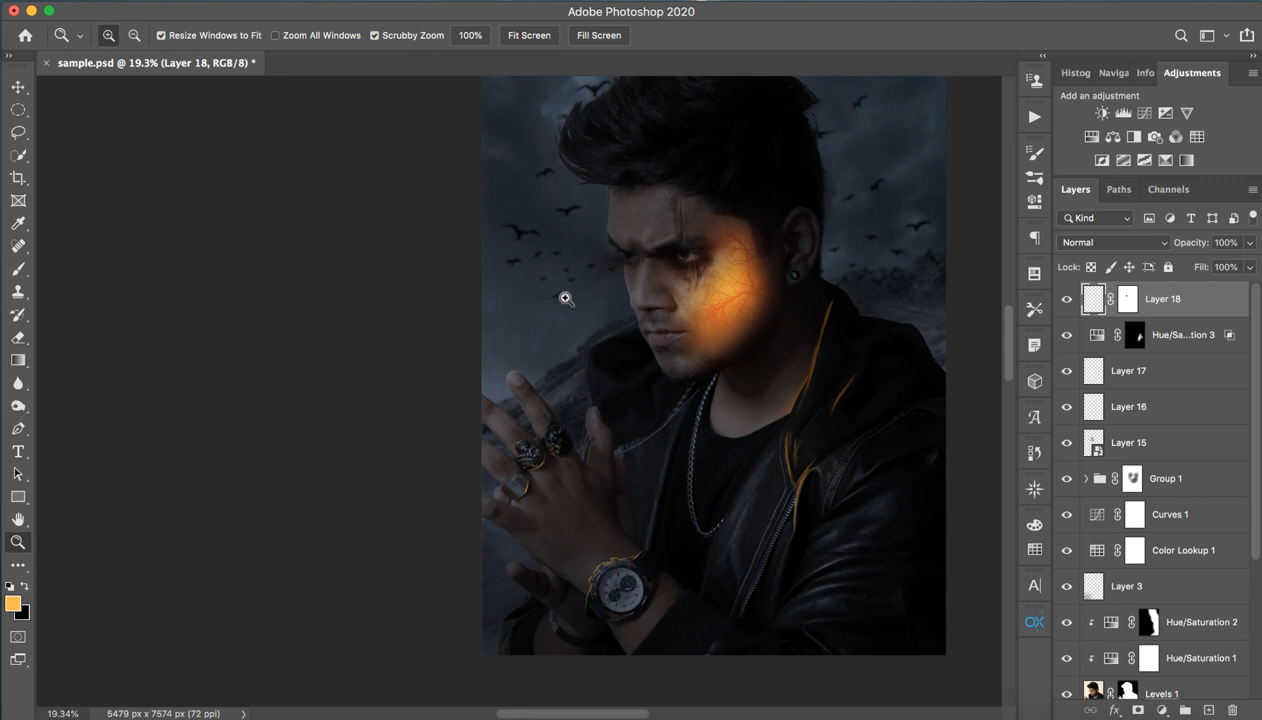 Adobe Photoshop 2020
Resize Windows to Fit Zoom All Windows Scrubby Zoom 100% Fit Screen Fill Screen
sample.psd @ 19.3% (Layer 18, RGB/8) *
Histog Naviga Info Adjustments
Add an adjustment
Layers Paths Channels
Kind
Normal Opacity: 100%
Lock: Fill: 100%
Layer 18
Hue/Sa...tion 3
Layer 17
Layer 16
Layer 15
Group 1
Curves 1
Color Lookup 1
Layer 3
Hue/Saturation 2
Hue/Saturation 1
Levels 1
19.34% 5479 px x 7574 px (72 ppi)